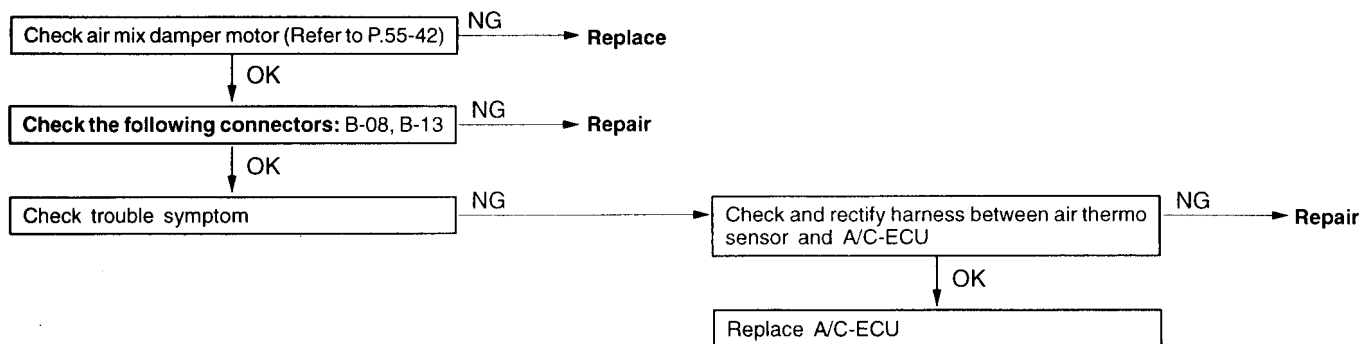 Check air mix damper motor (Refer to P.55-42)
NG
Replace
OK
Check the following connectors: B-08, B-13
NG
Repair
OK
Check trouble symptom
NG
Check and rectify harness between air thermo
sensor and A/C-ECU
NG
Repair
OK
Replace A/C-ECU